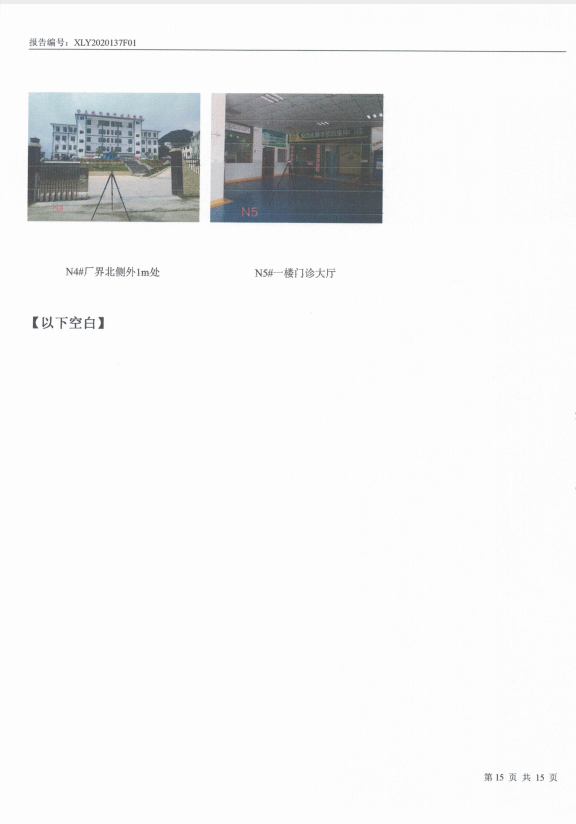 报告编号：XLY2020137F01
N5
N4#厂界北侧外1m处
N5#一楼门诊大厅
【以下空白】
第 15 页 共 15 页